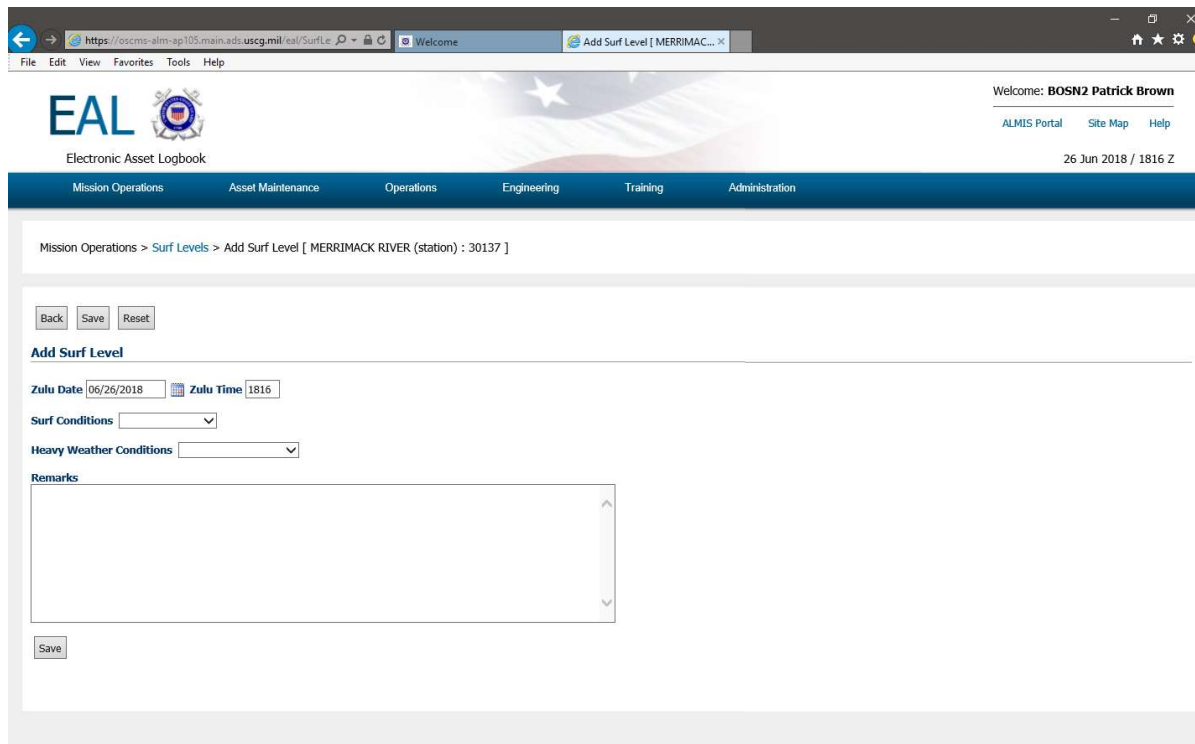 https://oscms-alm-ap105.main.ads.uscg.mil/eal/SurfLe
Welcome
Add Surf Level [ MERRIMAC...
File Edit View Favorites Tools Help
Welcome: BOSN2 Patrick Brown
EAL
ALMIS Portal Site Map Help
Electronic Asset Logbook
26 Jun 2018 / 1816 Z
Mission Operations Asset Maintenance Operations Engineering Training Administration
Mission Operations > Surf Levels > Add Surf Level [ MERRIMACK RIVER (station) : 30137 ]
Back Save Reset
Add Surf Level
Zulu Date 06/26/2018 Zulu Time 1816
Surf Conditions
Heavy Weather Conditions
Remarks
Save